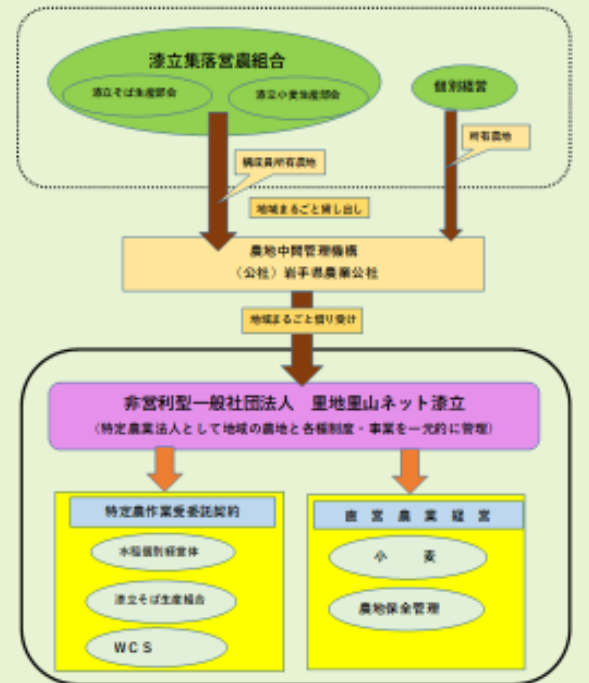 漆立集落営農組合
漆立そば生産部会
漆立小麦生産部会
個別経営
所有農地
構成員所有農地
地域まるごと貸し出し
農地中間管理機構
（公社）岩手県農業公社
地域まるごと借り受け
非営利型一般社団法人　里地里山ネット漆立
（特定農業法人として地域の農地と各種制度・事業を一元的に管理）
特定農作業受委託契約
水稲個別経営体
漆立そば生産組合
WCS
直営農業経営
小　麦
農地保全管理